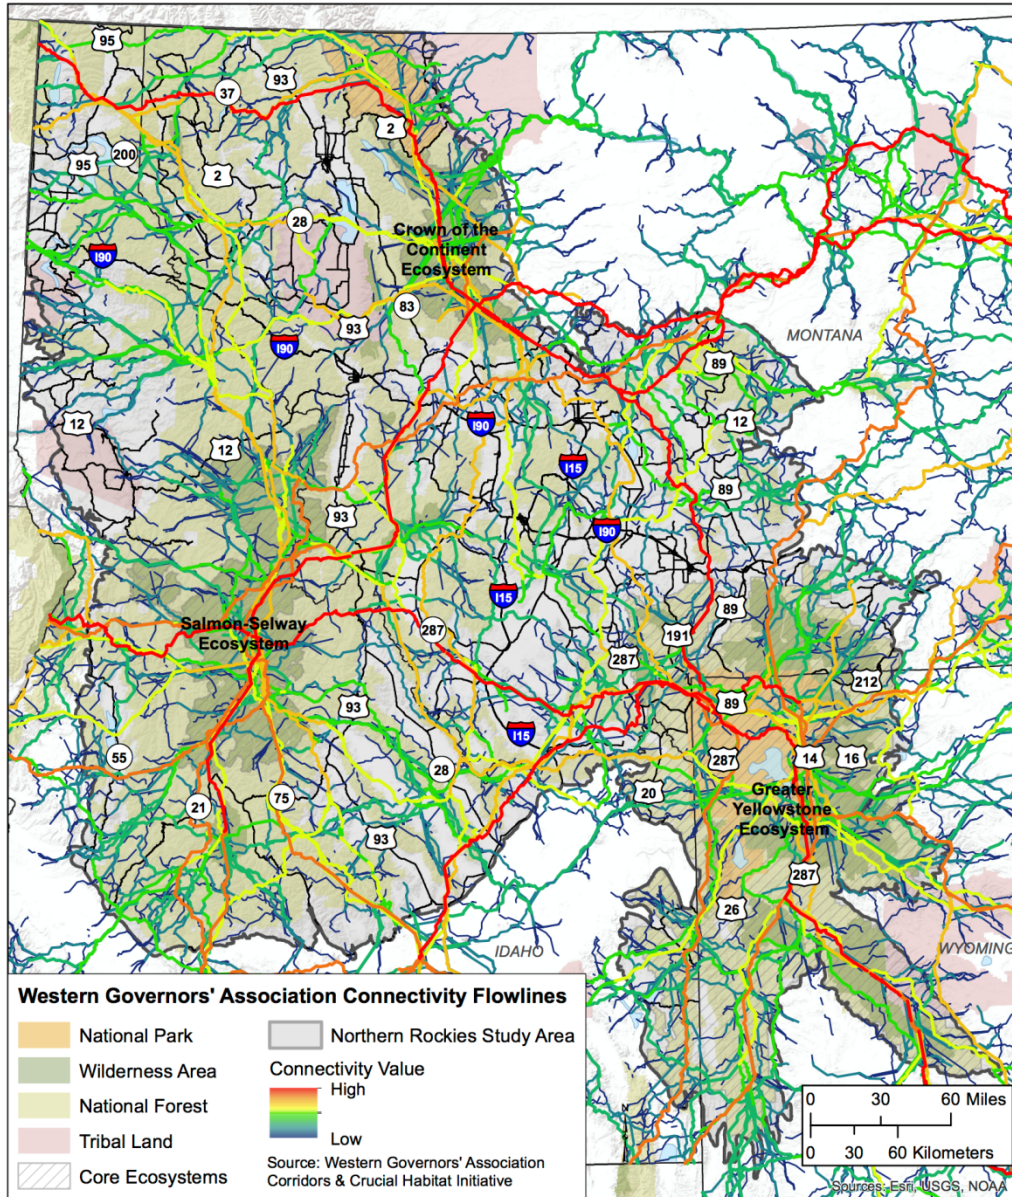 95
93
37
2
95
200
2
28
Crown of the
Continent
Ecosystem
I90
83
93
I90
MONTANA
89
12
12
I90
12
I15
89
93
I90
I15
89
Salmon-Selway
Ecosystem
287
191
287
212
93
89
I15
55
287
14
16
28
20
21
75
Greater
Yellowstone
Ecosystem
93
287
26
IDAHO
WYOMING
Western Governors' Association Connectivity Flowlines
National Park
Wilderness Area
National Forest
Tribal Land
Core Ecosystems
Northern Rockies Study Area
Connectivity Value
High
Low
Source: Western Governors' Association
Corridors & Crucial Habitat Initiative
0 30 60 Miles
0 30 60 Kilometers
Sources: Esri, USGS, NOAA